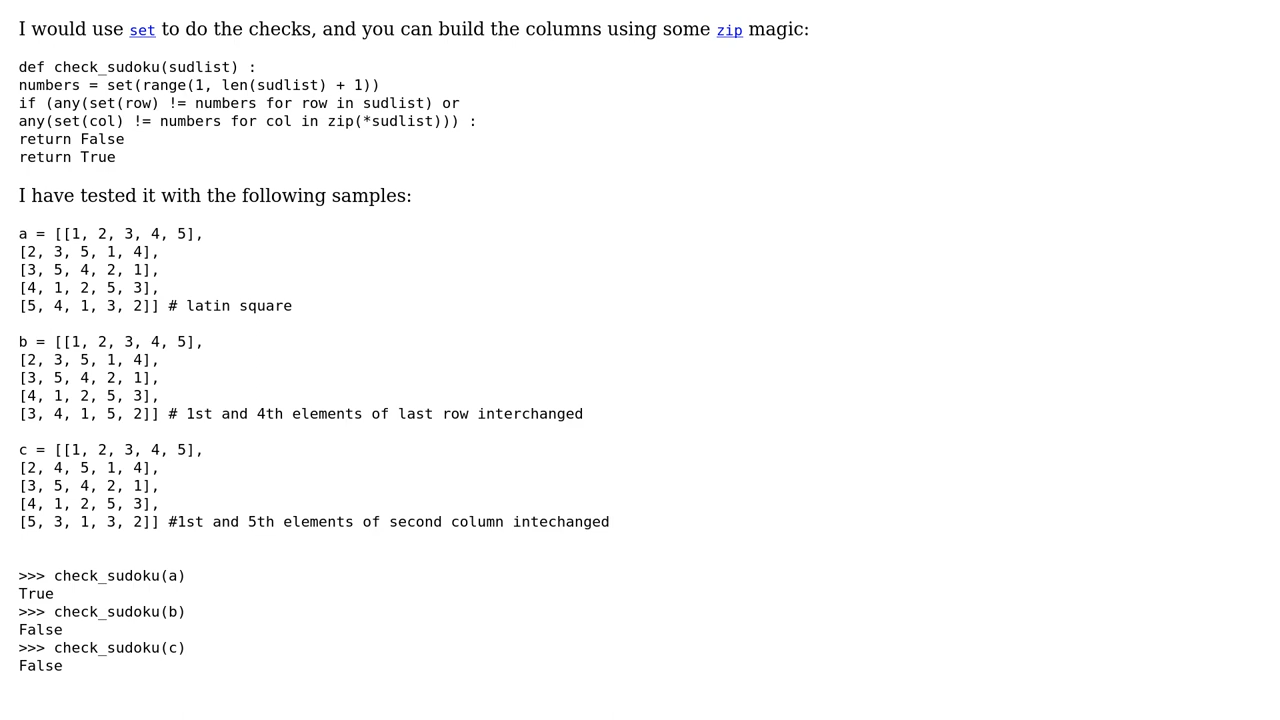 I would use set to do the checks, and you can build the columns using some zip magic:
def check_sudoku(sudlist) :
numbers = set(range(1, len(sudlist) + 1))
if (any(set(row) != numbers for row in sudlist) or
any(set(col) != numbers for col in zip(*sudlist))) :
return False
return True
I have tested it with the following samples:
a = [[1, 2, 3, 4, 5],
[2, 3, 5, 1, 4],
[3, 5, 4, 2, 1],
[4, 1, 2, 5, 3],
[5, 4, 1, 3, 2]] # latin square
b = [[1, 2, 3, 4, 5],
[2, 3, 5, 1, 4],
[3, 5, 4, 2, 1],
[4, 1, 2, 5, 3],
[3, 4, 1, 5, 2]] # 1st and 4th elements of last row interchanged
c = [[1, 2, 3, 4, 5],
[2, 4, 5, 1, 4],
[3, 5, 4, 2, 1],
[4, 1, 2, 5, 3],
[5, 3, 1, 3, 2]] #1st and 5th elements of second column intechanged
>>> check_sudoku(a)
True
>>> check_sudoku(b)
False
>>> check_sudoku(c)
False